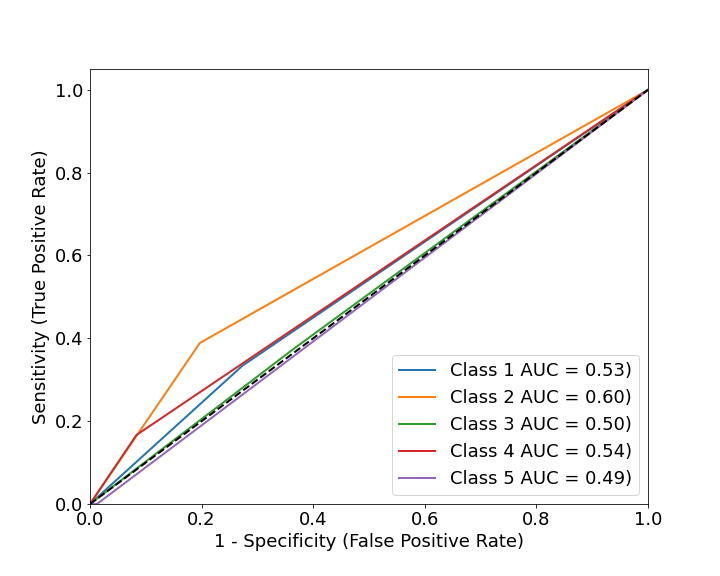 1.0
0.8
0.6
0.4
0.2
0.0
Sensitivity (True Positive Rate)
Class 1 AUC = 0.53)
Class 2 AUC = 0.60)
Class 3 AUC = 0.50)
Class 4 AUC = 0.54)
Class 5 AUC = 0.49)
0.0 0.2 0.4 0.6 0.8 1.0
1 - Specificity (False Positive Rate)